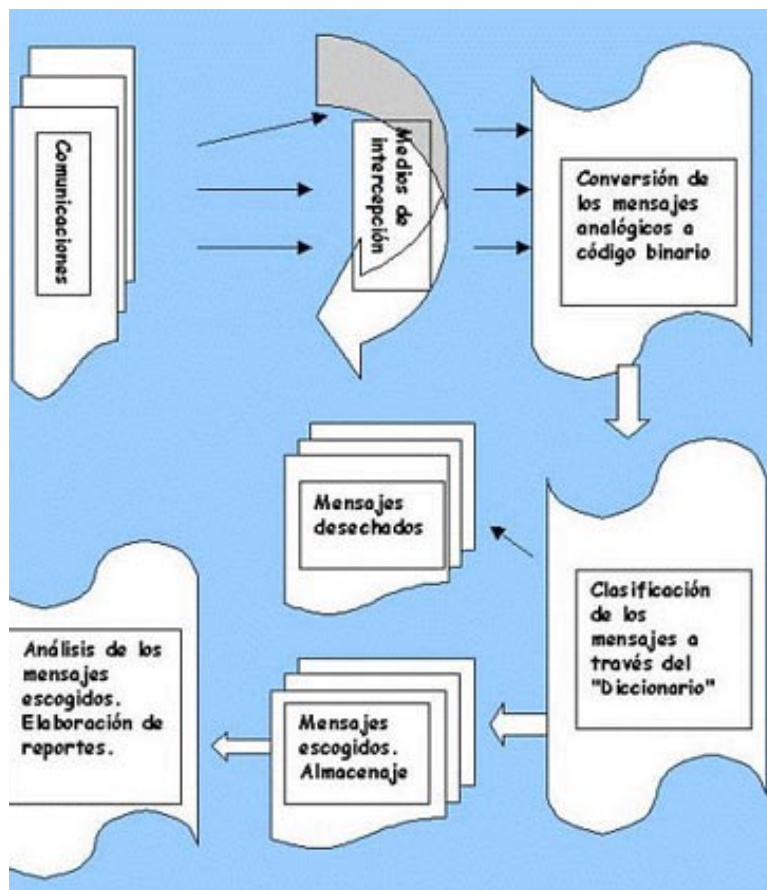 Comunicaciones
Medios de
intercepción
Conversión de
los mensajes
analógicos a
código binario
Mensajes
desechados
Clasificación
de los
mensajes a
través del
"Diccionario"
Mensajes
escogidos.
Almacenaje
Análisis de los
mensajes
escogidos.
Elaboración de
reportes.